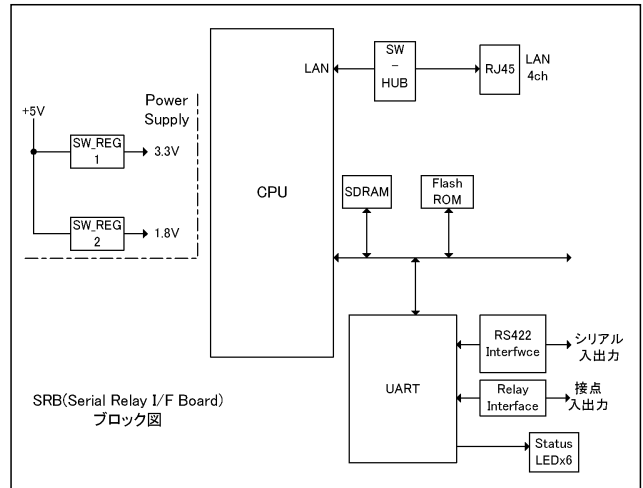 +5V
Power
Supply
SW_REG
1
3.3V
SW_REG
2
1.8V
CPU
LAN
SW
-
HUB
RJ45
LAN
4ch
SDRAM
Flash
ROM
UART
RS422
Interfwce
シリアル
入出力
Relay
Interface
接点
入出力
Status
LEDx6
SRB(Serial Relay I/F Board)
ブロック図